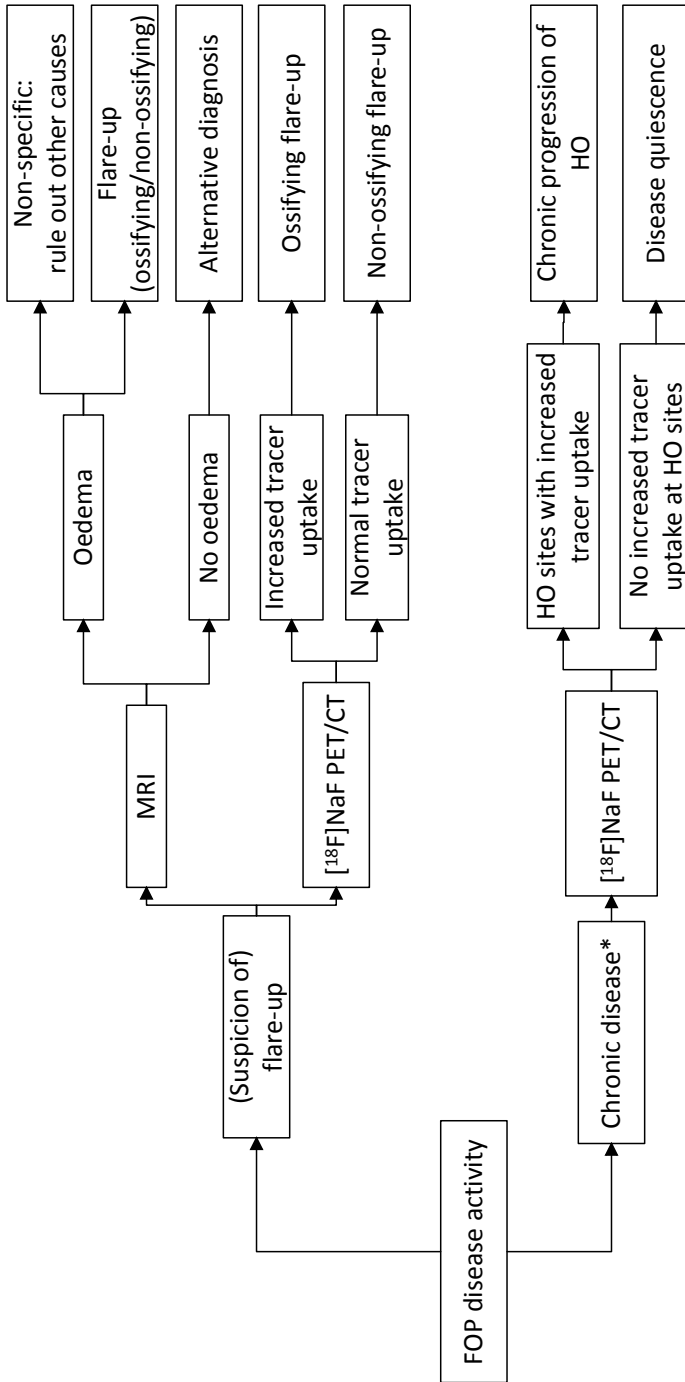 FOP disease activity
(Suspicion of)
flare-up
MRI
Oedema
Non-specific:
rule out other causes
Flare-up
(ossifying/non-ossifying)
No oedema
Alternative diagnosis
[¹⁸F]NaF PET/CT
Increased tracer
uptake
Ossifying flare-up
Normal tracer
uptake
Non-ossifying flare-up
Chronic disease*
[¹⁸F]NaF PET/CT
HO sites with increased
tracer uptake
Chronic progression of
HO
No increased tracer
uptake at HO sites
Disease quiescence